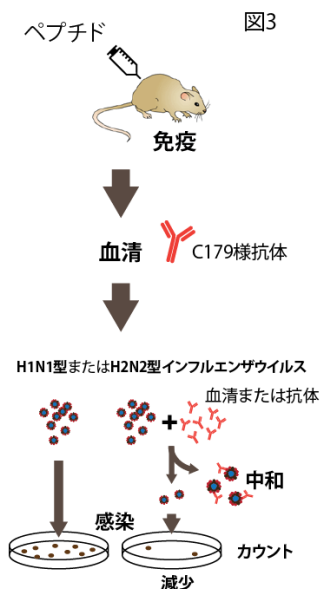 図3
ペプチド
免疫
血清
C179様抗体
H1N1型またはH2N2型インフルエンザウイルス
血清または抗体
+
中和
感染
カウント
減少